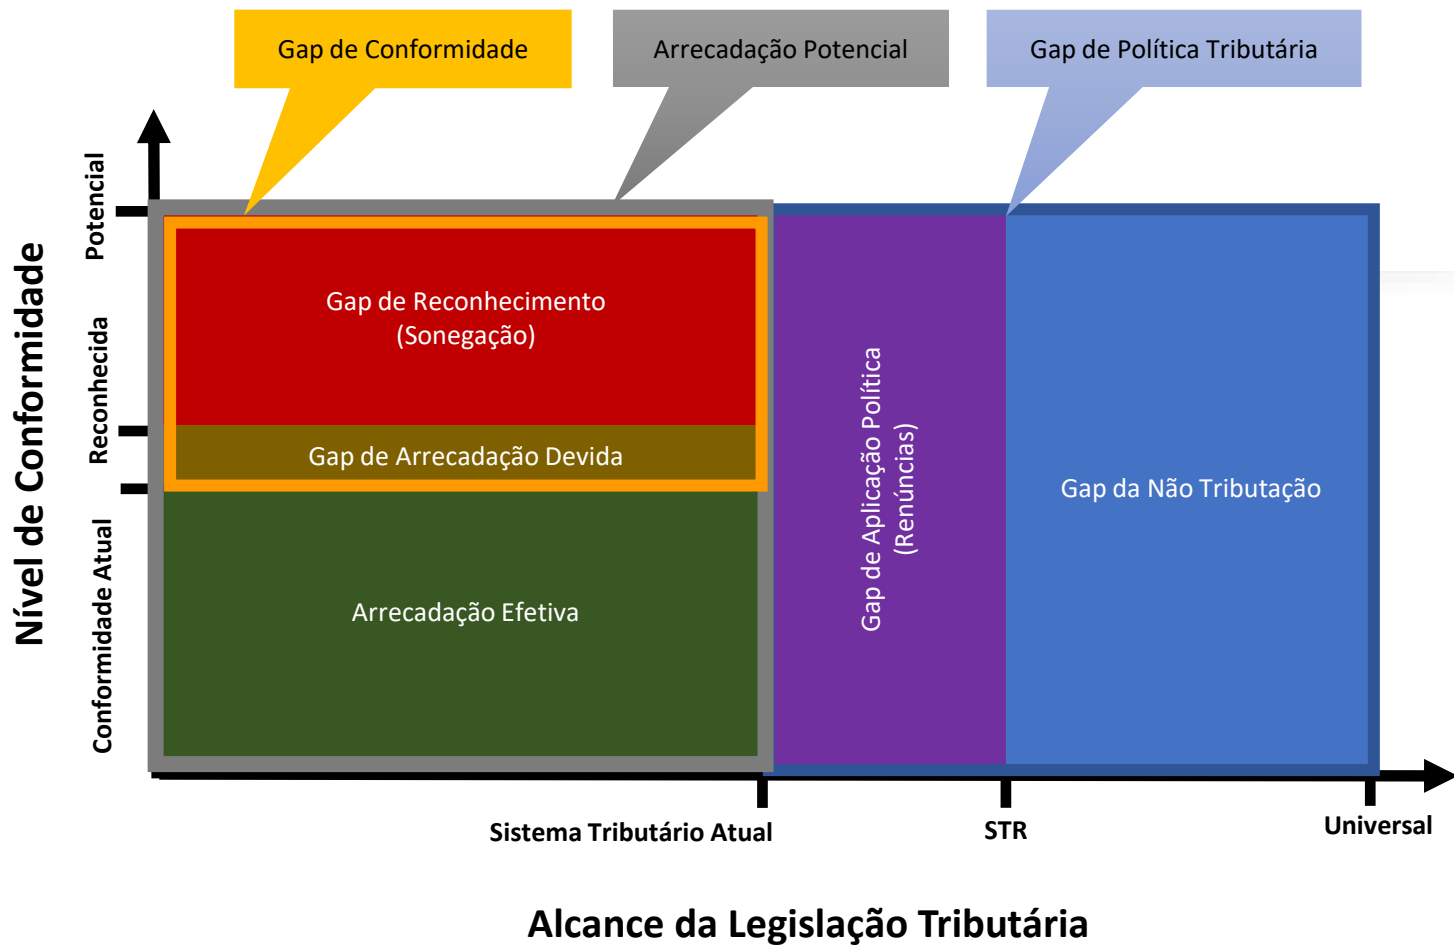 Gap de Conformidade
Arrecadação Potencial
Gap de Política Tributária
Nível de Conformidade
Potencial
Reconhecida
Conformidade Atual
Gap de Reconhecimento
(Sonegação)
Gap de Arrecadação Devida
Arrecadação Efetiva
Gap de Aplicação Política
(Renúncias)
Gap da Não Tributação
Sistema Tributário Atual
STR
Universal
Alcance da Legislação Tributária